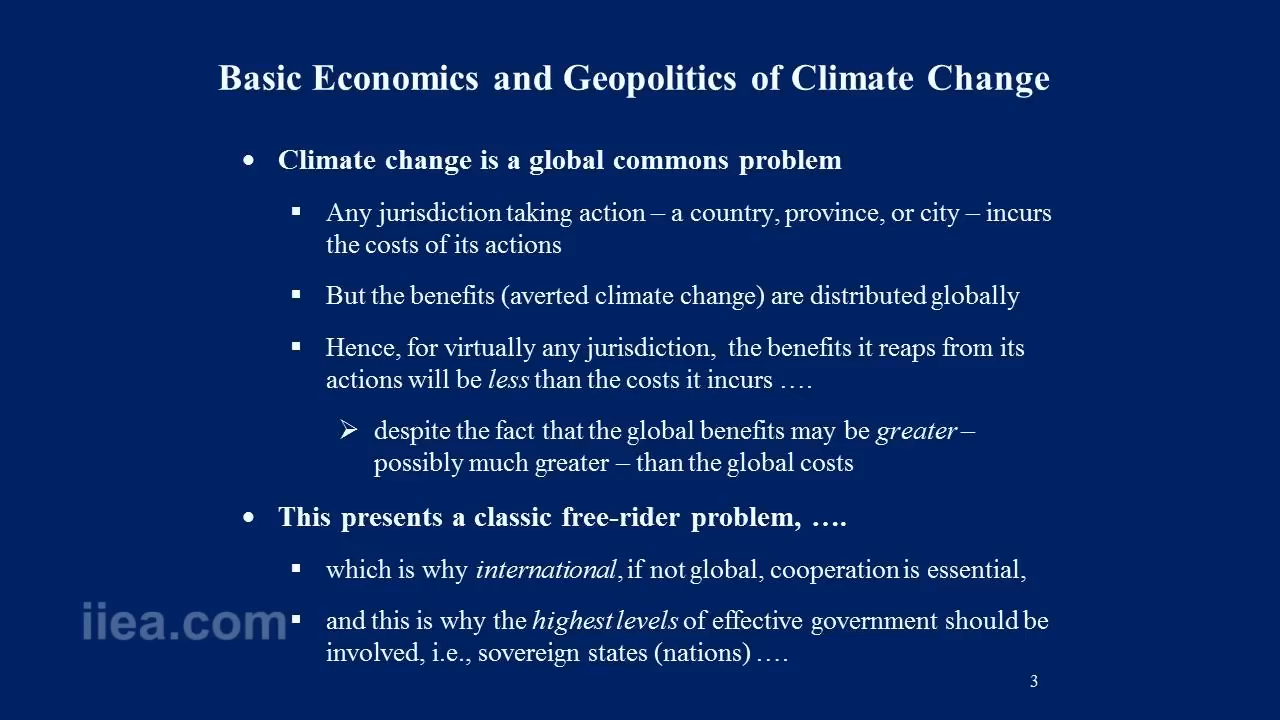 Basic Economics and Geopolitics of Climate Change
• Climate change is a global commons problem
▪ Any jurisdiction taking action – a country, province, or city – incurs
the costs of its actions
▪ But the benefits (averted climate change) are distributed globally
▪ Hence, for virtually any jurisdiction, the benefits it reaps from its
actions will be less than the costs it incurs ….
➢ despite the fact that the global benefits may be greater –
possibly much greater – than the global costs
• This presents a classic free-rider problem, ….
▪ which is why international, if not global, cooperation is essential,
▪ and this is why the highest levels of effective government should be
involved, i.e., sovereign states (nations) ….
iiea.com
3